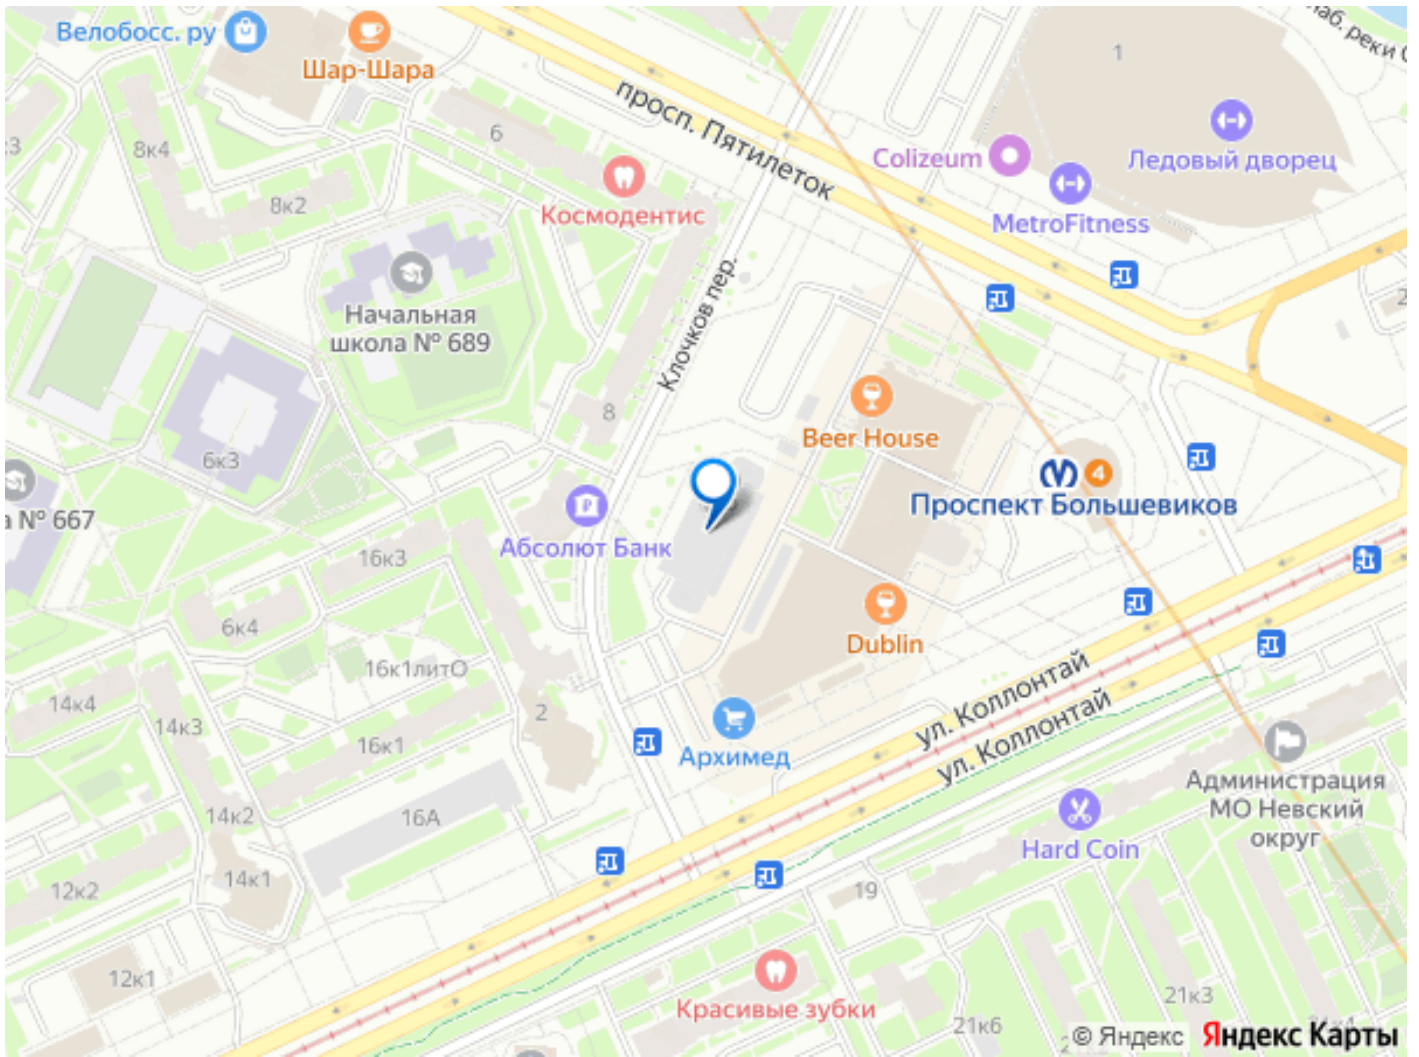 Велобосс. ру
Шар-Шара
просп. Пятилеток
наб. реки
1
Colizeum
Ледовый дворец
MetroFitness
8к4
6
8к2
Космодентис
Начальная
школа № 689
Клочков пер.
8
6к3
№ 667
Beer House
4
Проспект Большевиков
Абсолют Банк
16к3
6к4
16к1литО
14к4
14к3
16к1
2
Dublin
Архимед
ул. Коллонтай
ул. Коллонтай
Администрация
МО Невский
округ
Hard Coin
16А
14к2
14к1
12к2
12к1
19
Красивые зубки
21к6
21к3
© Яндекс
Яндекс Карты